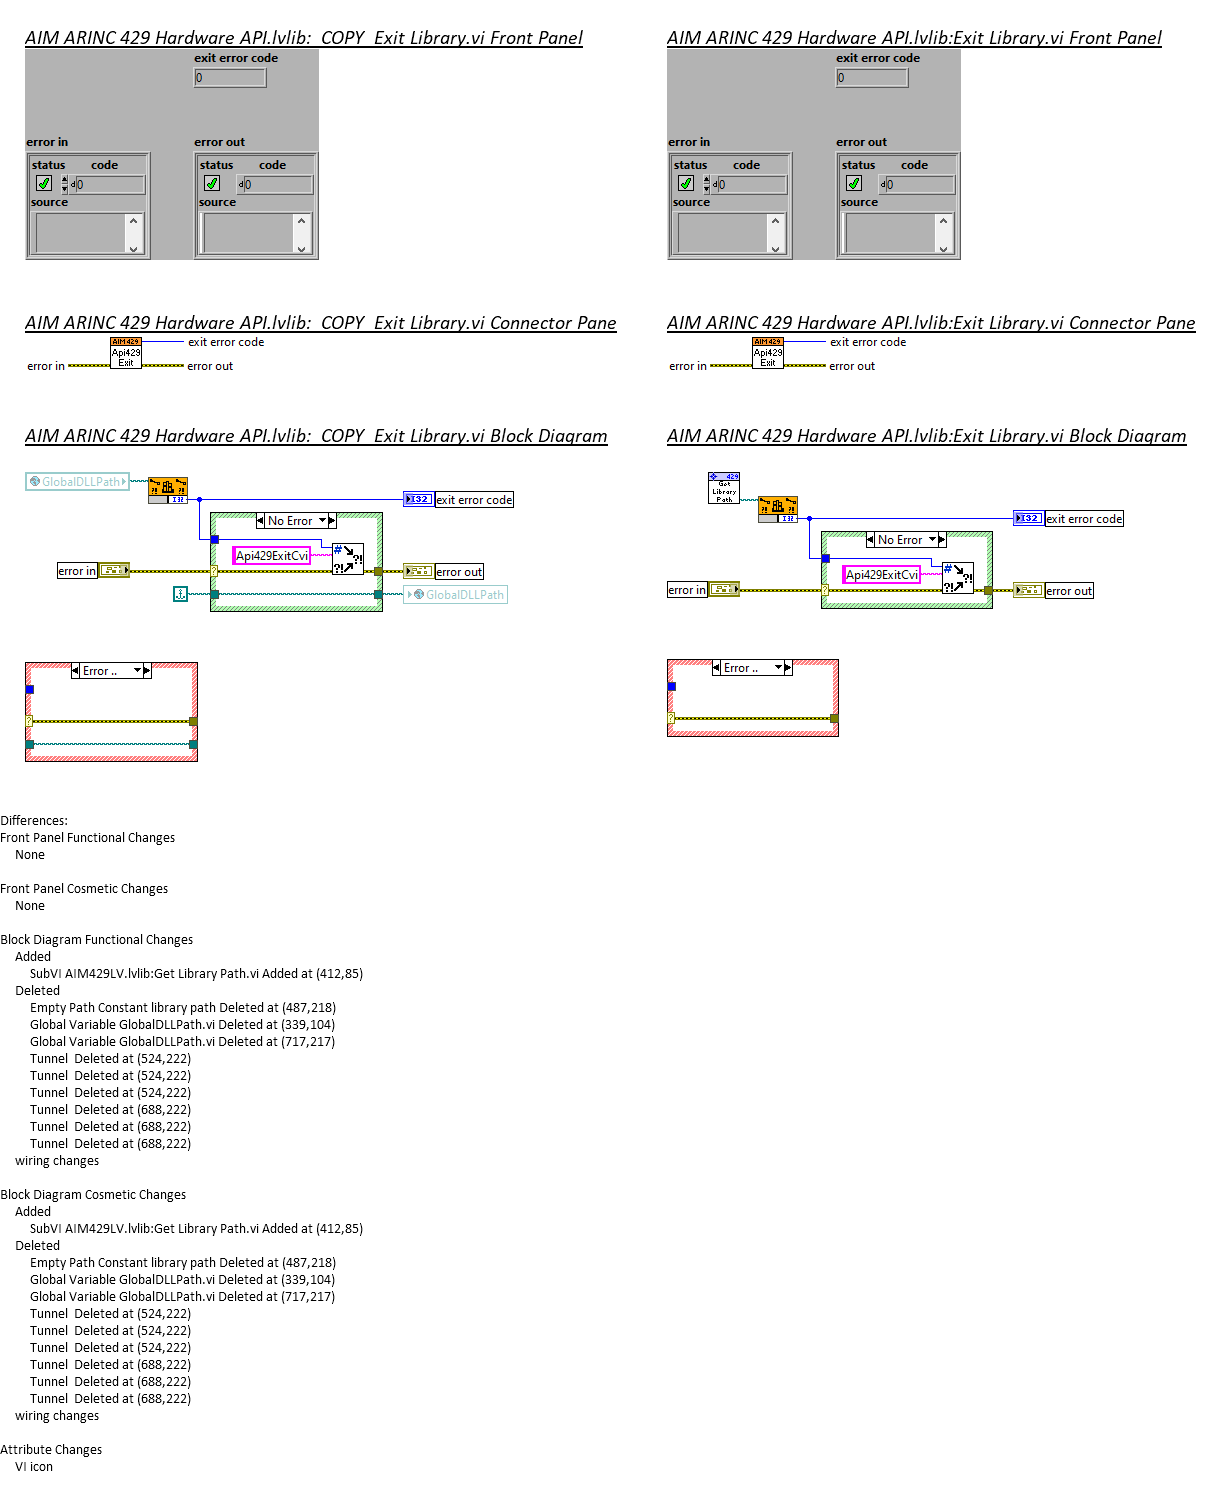 AIM ARINC 429 Hardware API.lvlib:_COPY_Exit Library.vi Front Panel
exit error code
0
error in
error out
status code
d0
source
status code
d0
source
AIM ARINC 429 Hardware API.lvlib:Exit Library.vi Front Panel
exit error code
0
error in
error out
status code
d0
source
status code
d0
source
AIM ARINC 429 Hardware API.lvlib:_COPY_Exit Library.vi Connector Pane
AIM429
Api429
Exit
exit error code
error in
error out
AIM ARINC 429 Hardware API.lvlib:Exit Library.vi Connector Pane
AIM429
Api429
Exit
exit error code
error in
error out
AIM ARINC 429 Hardware API.lvlib:_COPY_Exit Library.vi Block Diagram
GlobalDLLPath
I32
I32
exit error code
No Error
Api429ExitCvi
#
?!
?!
error in
?
error out
GlobalDLLPath
Error ..
?
AIM ARINC 429 Hardware API.lvlib:Exit Library.vi Block Diagram
429
Get
Library
Path
I32
I32
exit error code
No Error
Api429ExitCvi
#
?!
?!
error in
?
error out
Error ..
?
Differences:
Front Panel Functional Changes
None
Front Panel Cosmetic Changes
None
Block Diagram Functional Changes
Added
SubVI AIM429LV.lvlib:Get Library Path.vi Added at (412,85)
Deleted
Empty Path Constant library path Deleted at (487,218)
Global Variable GlobalDLLPath.vi Deleted at (339,104)
Global Variable GlobalDLLPath.vi Deleted at (717,217)
Tunnel  Deleted at (524,222)
Tunnel  Deleted at (524,222)
Tunnel  Deleted at (524,222)
Tunnel  Deleted at (688,222)
Tunnel  Deleted at (688,222)
Tunnel  Deleted at (688,222)
wiring changes
Block Diagram Cosmetic Changes
Added
SubVI AIM429LV.lvlib:Get Library Path.vi Added at (412,85)
Deleted
Empty Path Constant library path Deleted at (487,218)
Global Variable GlobalDLLPath.vi Deleted at (339,104)
Global Variable GlobalDLLPath.vi Deleted at (717,217)
Tunnel  Deleted at (524,222)
Tunnel  Deleted at (524,222)
Tunnel  Deleted at (524,222)
Tunnel  Deleted at (688,222)
Tunnel  Deleted at (688,222)
Tunnel  Deleted at (688,222)
wiring changes
Attribute Changes
VI icon